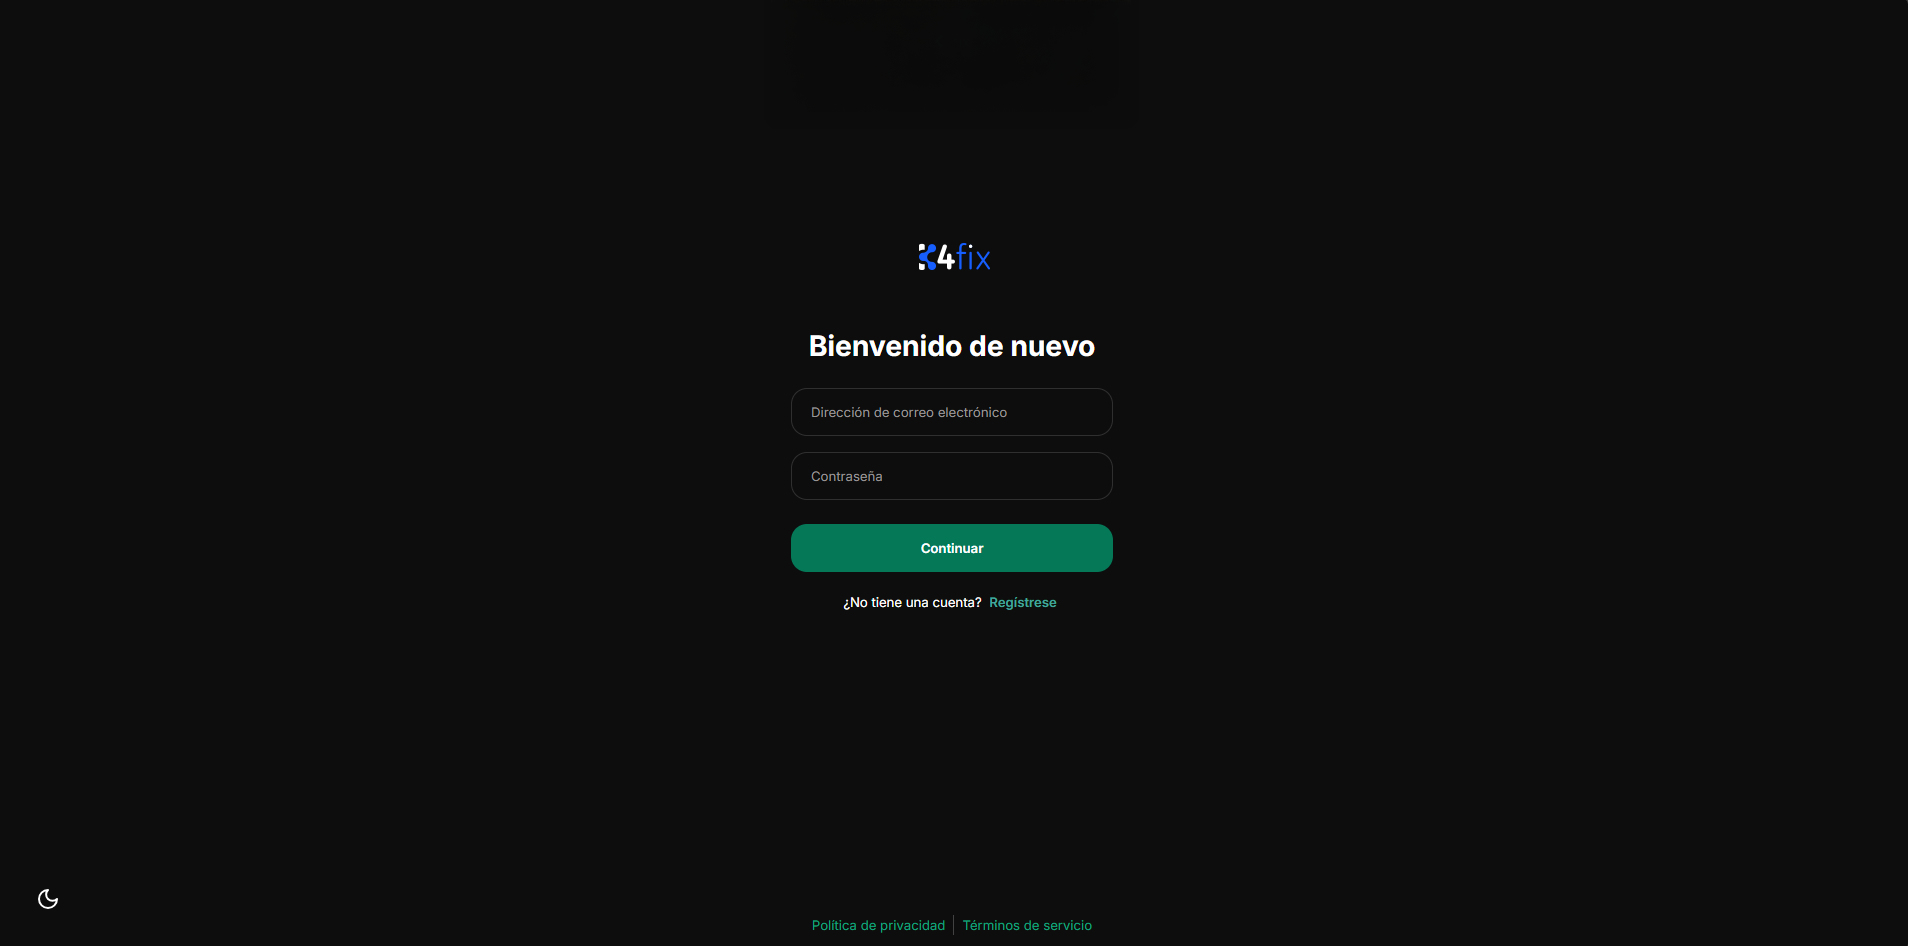 4fix
Bienvenido de nuevo
Dirección de correo electrónico
Contraseña
Continuar
¿No tiene una cuenta? Regístrese
Política de privacidad
Términos de servicio